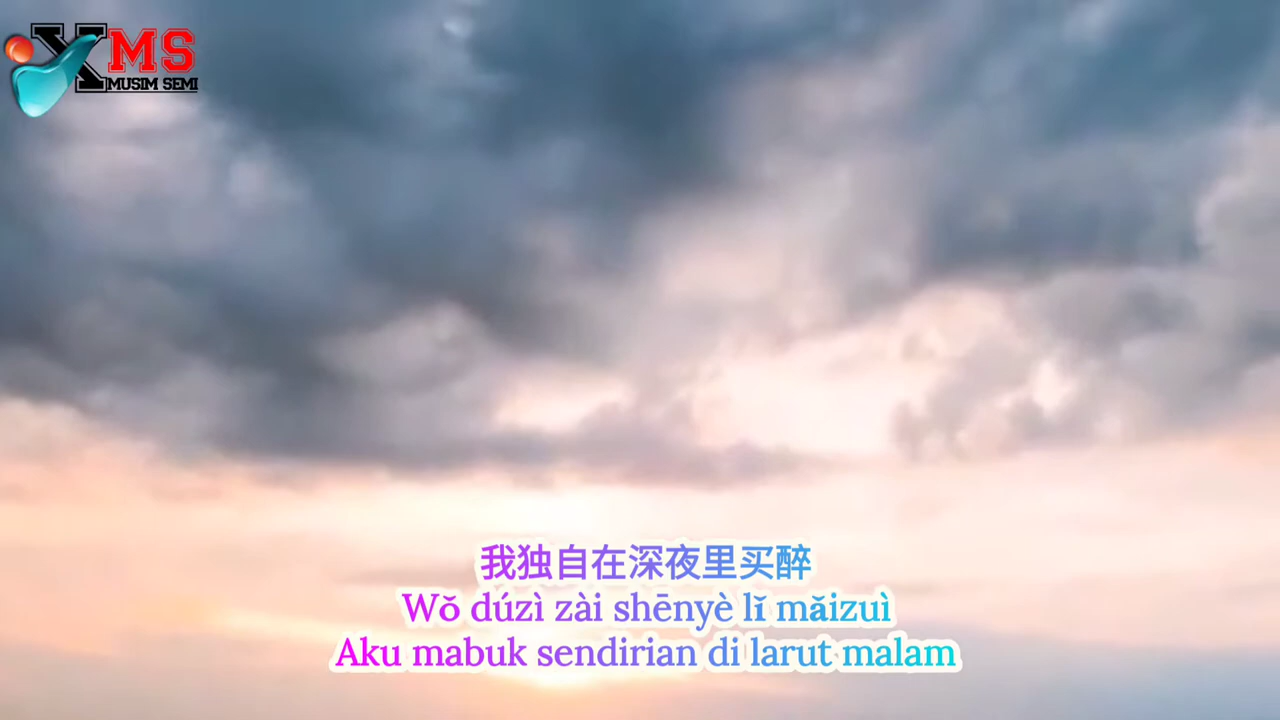 XMS
MUSIM SEMI
我独自在深夜里买醉
Wǒ dúzì zài shēnyè lǐ mǎizuì
Aku mabuk sendirian di larut malam